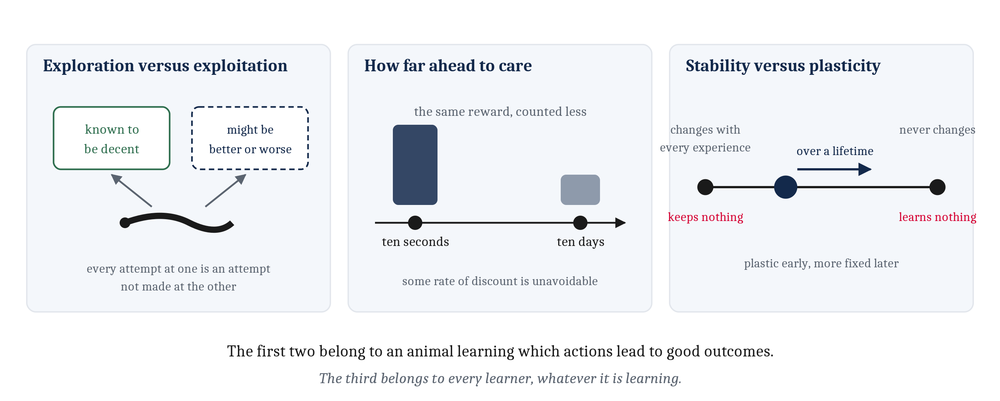 Exploration versus exploitation
known to
be decent
might be
better or worse
every attempt at one is an attempt
not made at the other
How far ahead to care
the same reward, counted less
ten seconds
ten days
some rate of discount is unavoidable
Stability versus plasticity
changes with
every experience
never changes
over a lifetime
keeps nothing
learns nothing
plastic early, more fixed later
The first two belong to an animal learning which actions lead to good outcomes.
The third belongs to every learner, whatever it is learning.